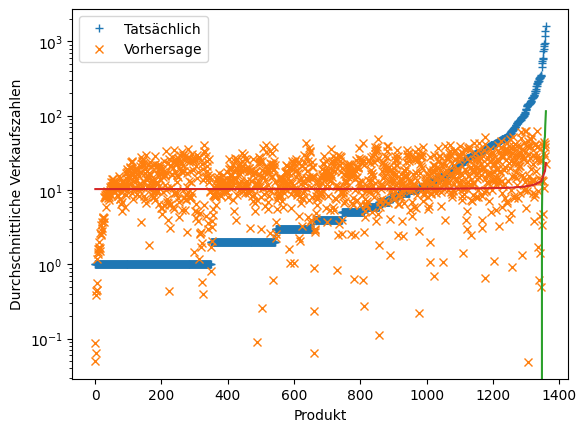 Tatsächlich
Vorhersage
Durchschnittliche Verkaufszahlen
10³
10²
10¹
10⁰
10⁻¹
0 200 400 600 800 1000 1200 1400
Produkt